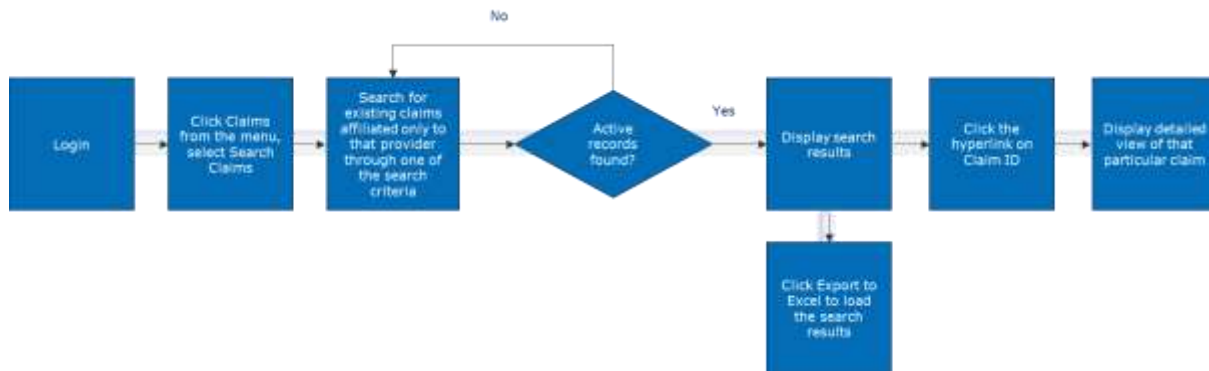 No
Login
Click Claims
from the menu,
select Search
Claims
Search for
existing claims
affiliated only to
that provider
through one of
the search
criteria
Active
records
found?
Yes
Display search
results
Click the
hyperlink on
Claim ID
Display detailed
view of that
particular claim
Click Export to
Excel to load
the search
results